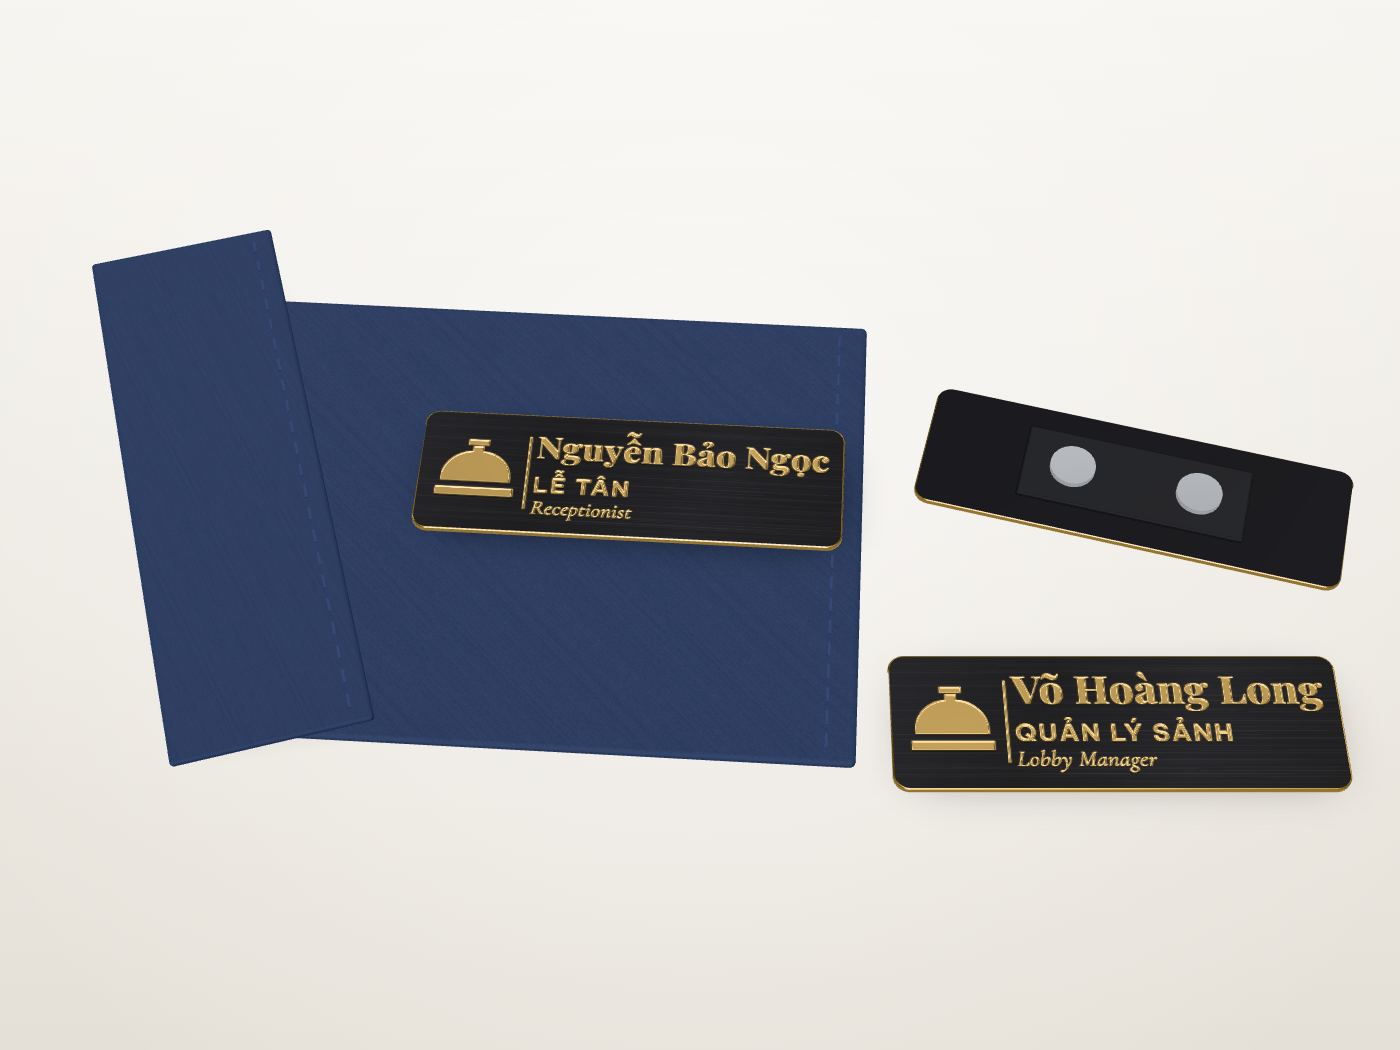 Nguyễn Bảo Ngọc
LỄ TÂN
Receptionist
Võ Hoàng Long
QUẢN LÝ SẢNH
Lobby Manager